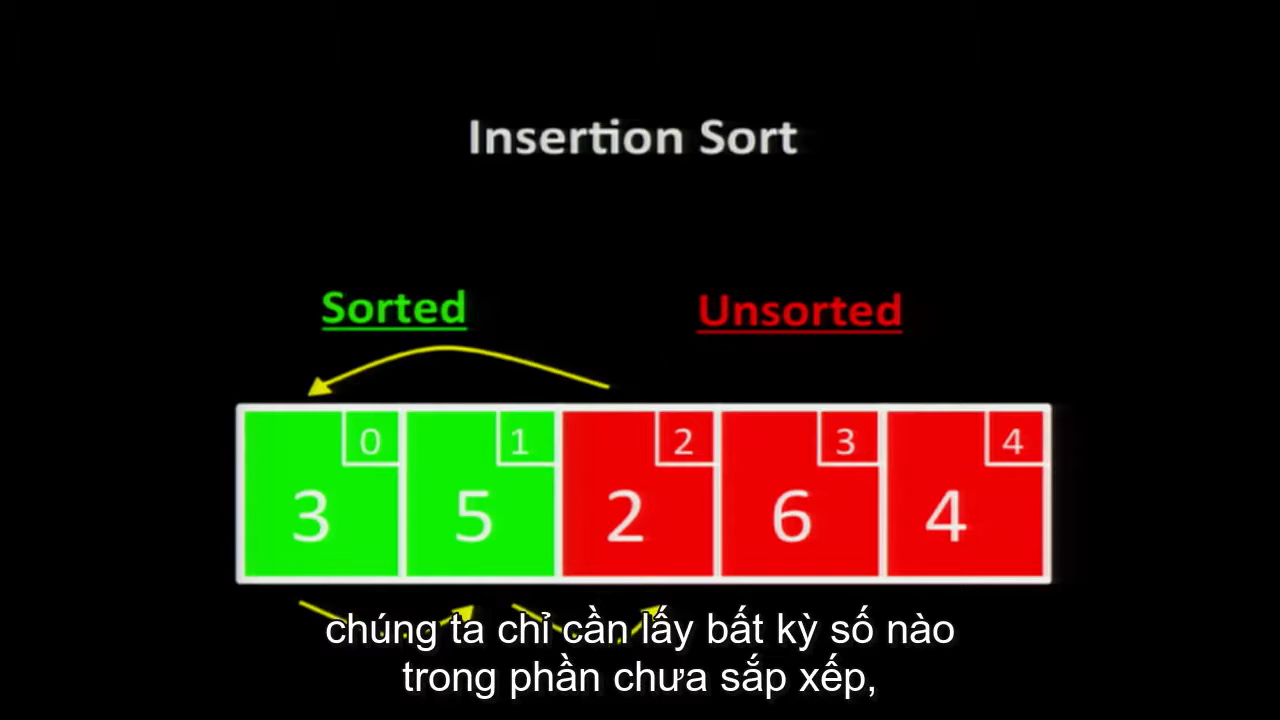 Insertion Sort
Sorted
Unsorted
0 1 2 3 4
3 5 2 6 4
chúng ta chỉ cần lấy bất kỳ số nào
trong phần chưa sắp xếp,